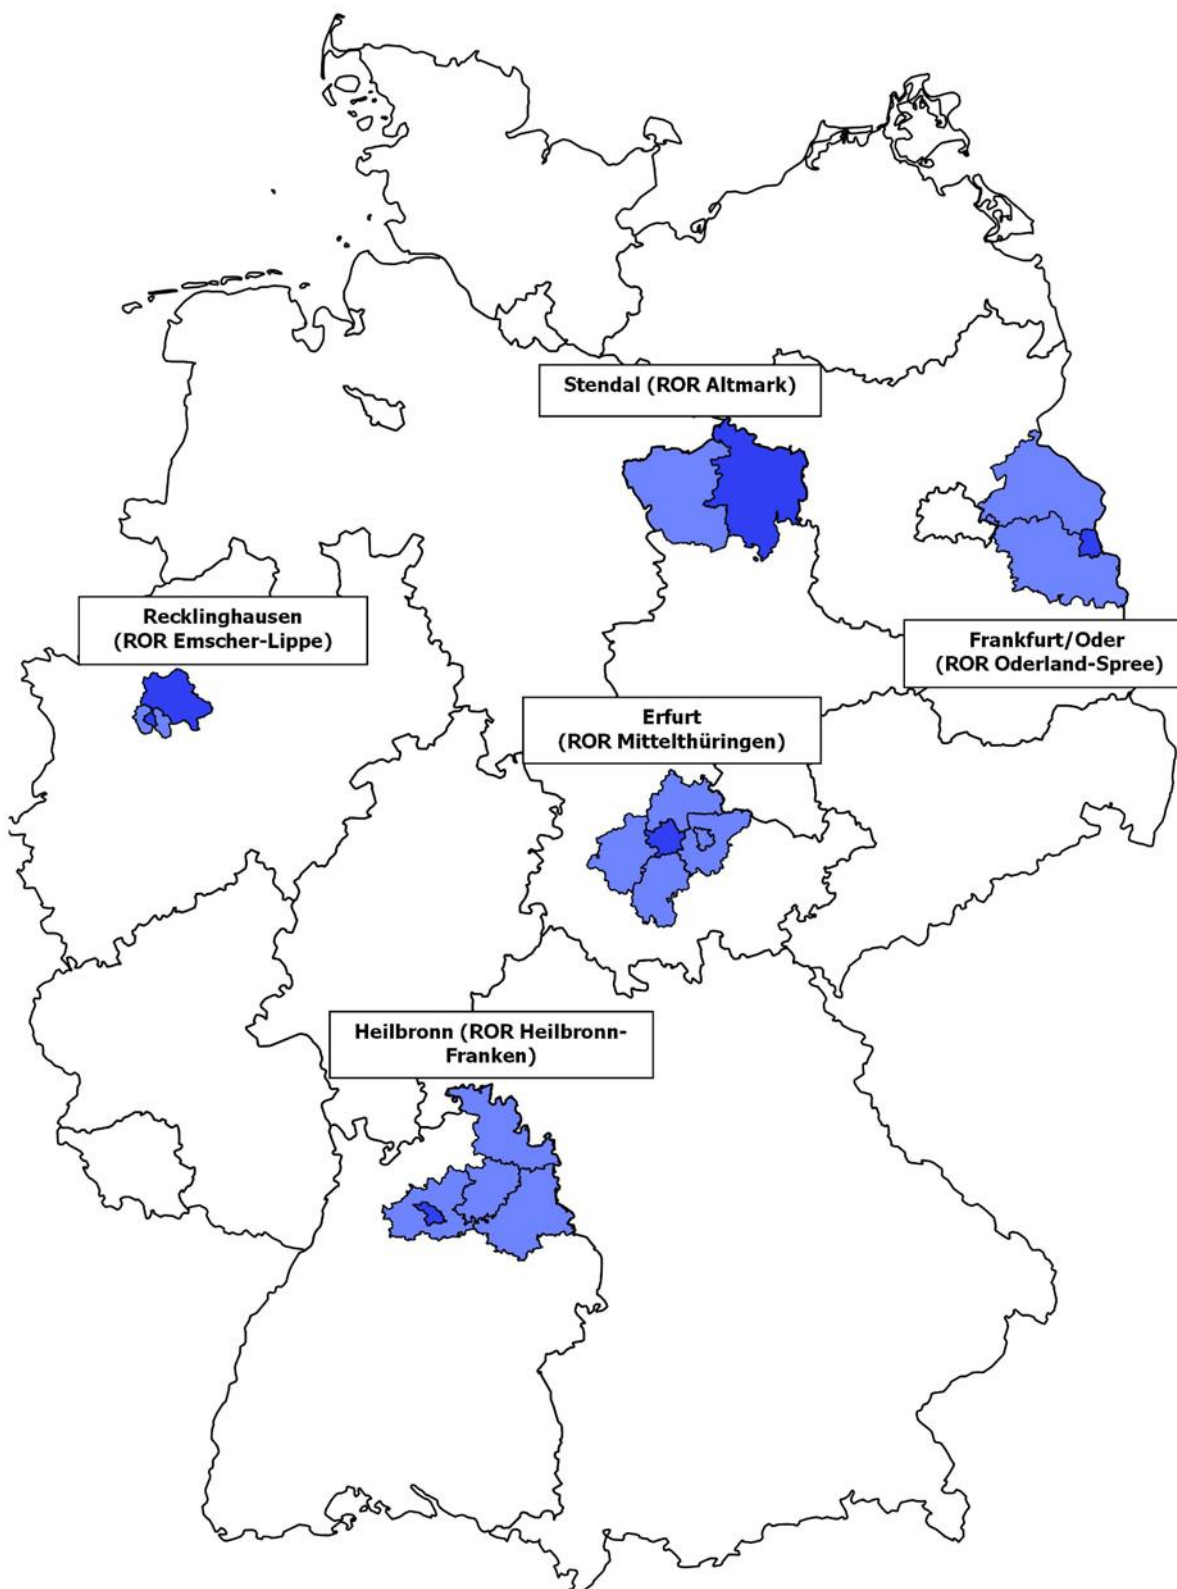 Stendal (ROR Altmark)
Recklinghausen
(ROR Emscher-Lippe)
Frankfurt/Oder
(ROR Oderland-Spree)
Erfurt
(ROR Mittelthüringen)
Heilbronn (ROR Heilbronn-
Franken)